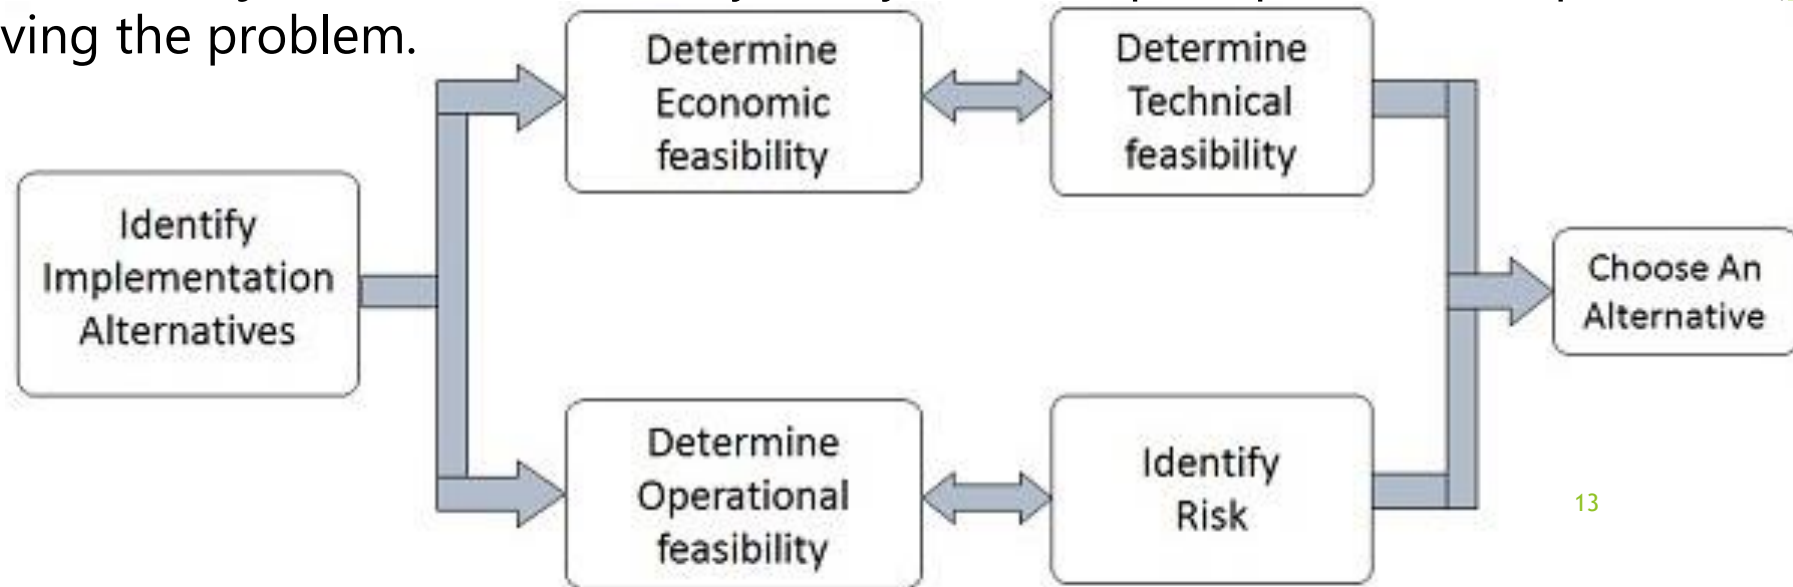 ving the problem.
Determine
Economic
feasibility
Determine
Technical
feasibility
Identify
Implementation
Alternatives
Choose An
Alternative
Determine
Operational
feasibility
Identify
Risk
13